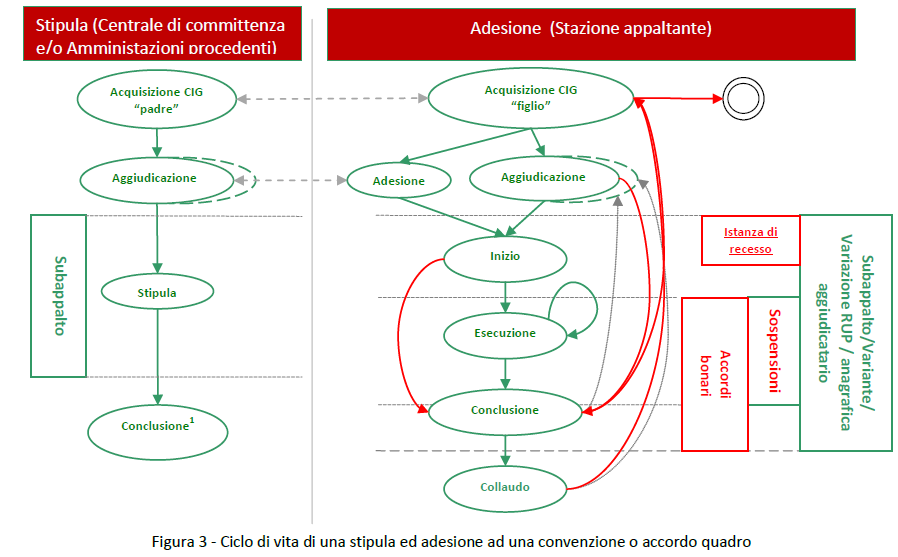 Stipula (Centrale di committenza
e/o Amministazioni procedenti)
Adesione (Stazione appaltante)
Acquisizione CIG
“padre”
Acquisizione CIG
“figlio”
Aggiudicazione
Adesione
Aggiudicazione
Inizio
Istanza di
recesso
Subappalto
Stipula
Esecuzione
Sospensioni
Accordi
bonari
Subappalto/Variante/
Variazione RUP / anagrafica
aggiudicatario
Conclusione
Conclusione1
Collaudo
Figura 3 - Ciclo di vita di una stipula ed adesione ad una convenzione o accordo quadro